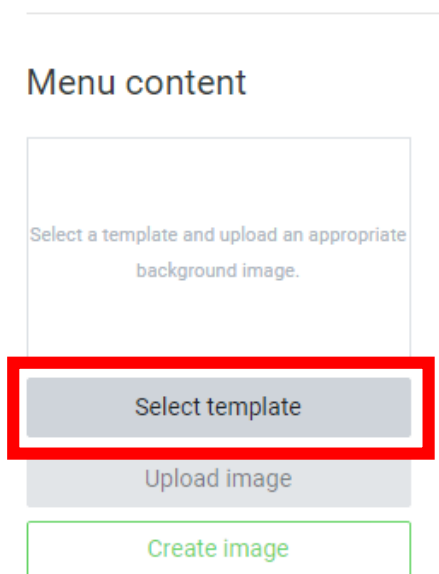 Menu content
Select a template and upload an appropriate
background image.
Select template
Upload image
Create image